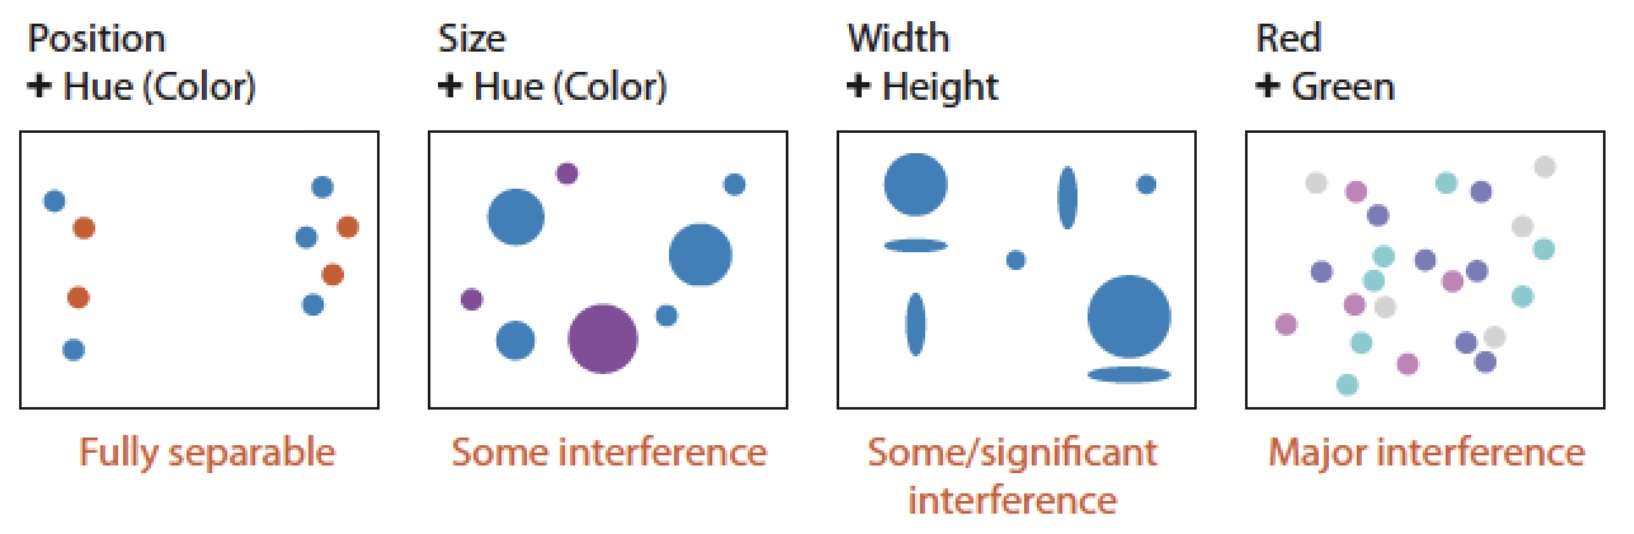 Position
+ Hue (Color)
Size
+ Hue (Color)
Width
+ Height
Red
+ Green
Fully separable
Some interference
Some/significant
interference
Major interference